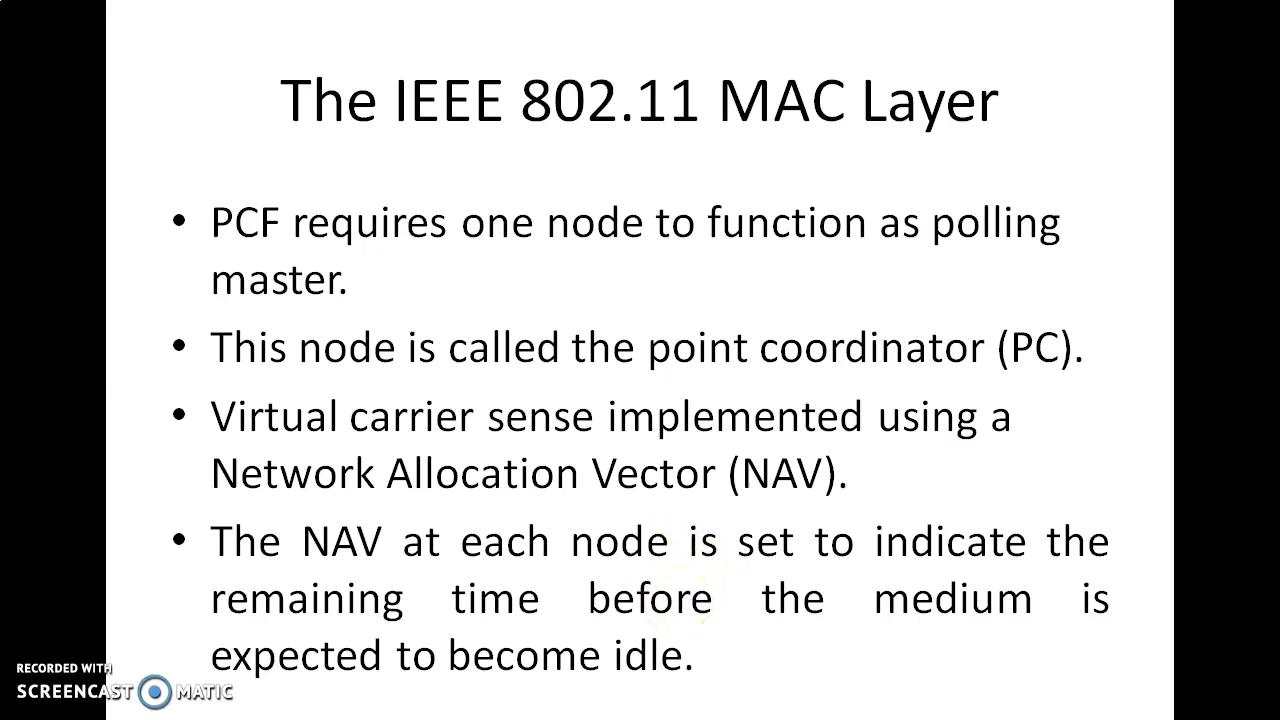 The IEEE 802.11 MAC Layer
• PCF requires one node to function as polling
master.
• This node is called the point coordinator (PC).
• Virtual carrier sense implemented using a
Network Allocation Vector (NAV).
• The NAV at each node is set to indicate the
remaining time before the medium is
expected to become idle.
RECORDED WITH
SCREENCAST MATIC